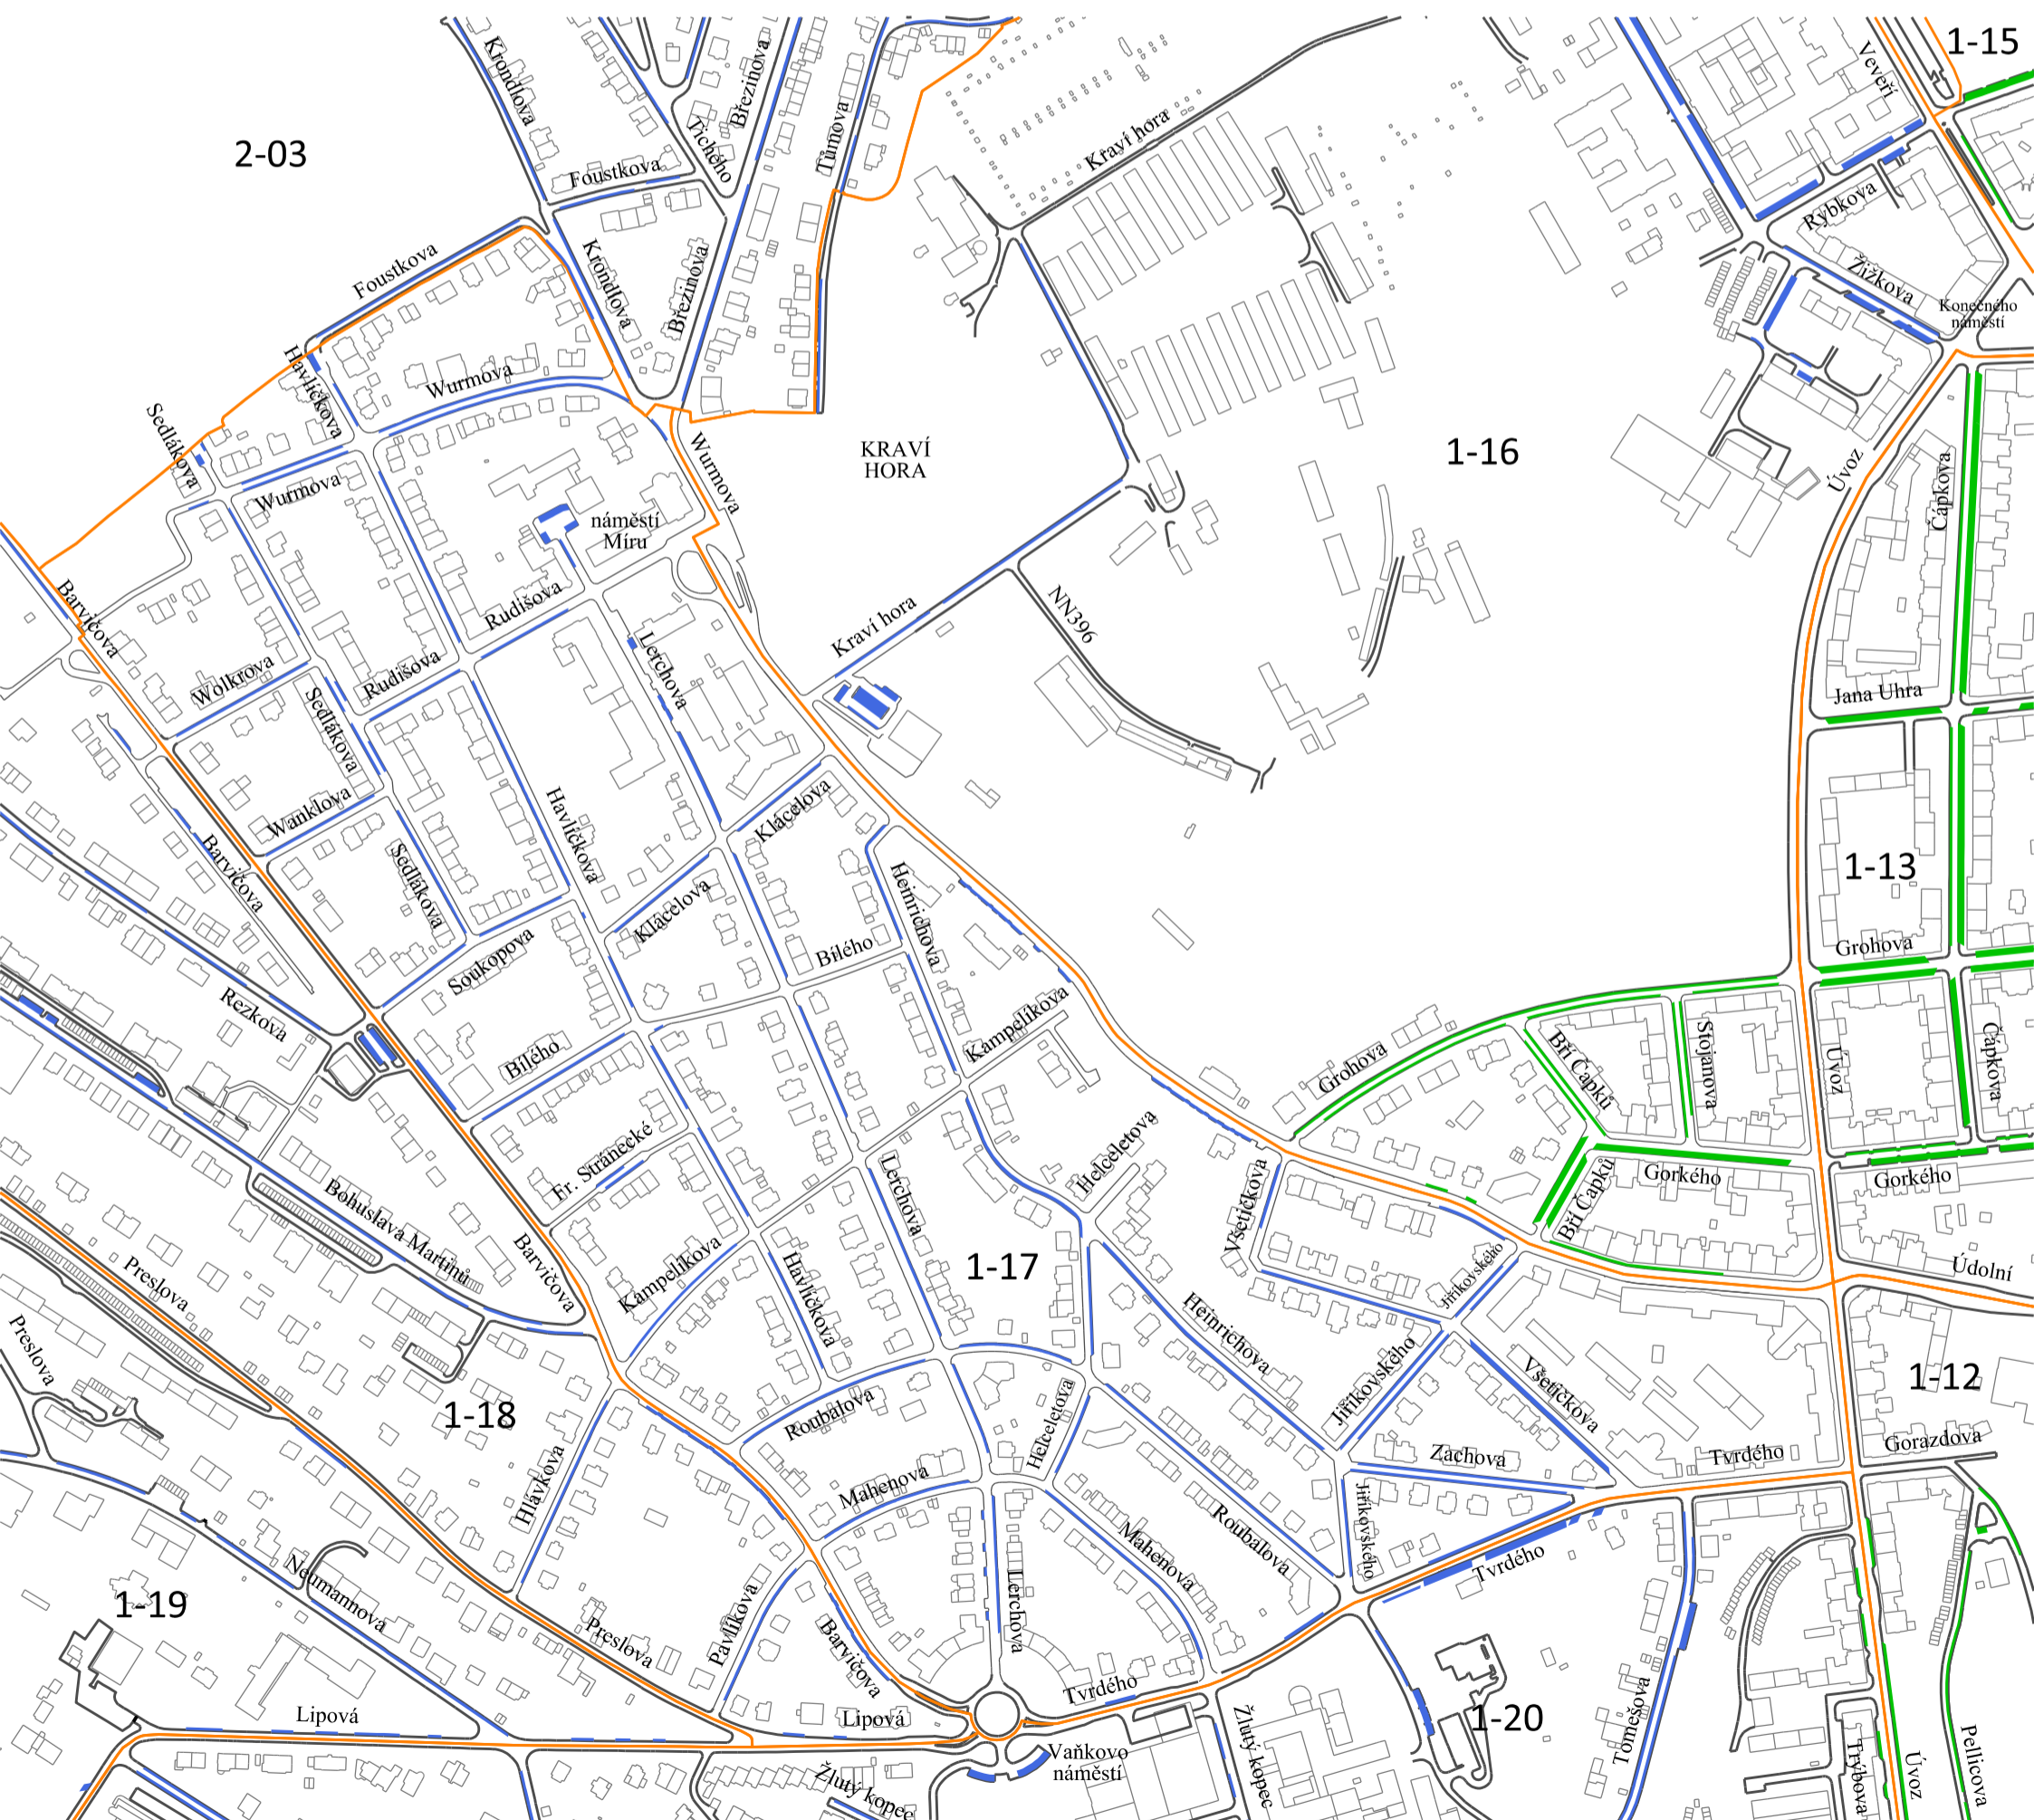 1-15
Veveří
Krondlova
Březinova
Tůmova
Tichého
Kraví hora
2-03
Foustkova
Rybkova
Foustkova
Krondlova
Březinova
Žižkova
Konečného
náměstí
Havlíčkova
Wurmova
Sedlákova
Wurmova
Wurmova
KRAVÍ
HORA
1-16
Úvoz
Čápkova
náměstí
Míru
Barvičova
Rudišova
Kraví hora
NN396
Lerchova
Wolkrova
Rudišova
Sedlákova
Jana Uhra
Wanklova
Havlíčkova
Klácelova
Barvičova
Sedlákova
Heinrichova
1-13
Klácelova
Bílého
Grohova
Soukopova
Rezkova
Kampelíkova
Bílého
Grohova
Bří Čapků
Stojanova
Úvoz
Čápkova
Fr. Stránecké
Helceletova
Bohuslava Martinů
Lerchova
Všetičkova
Bří Čapků
Gorkého
Gorkého
Barvičova
Kampelíkova
Havlíčkova
1-17
Jiříkovského
Údolní
Preslova
Preslova
Heinrichova
Jiříkovského
Všetičkova
1-12
1-18
Roubalova
Helceletova
Zachova
Tvrdého
Gorazdova
Hlávkova
Mahenova
Jiříkovského
Mahenova
Roubalova
Tvrdého
1-19
Neumannova
Lerchova
Preslova
Pavlíkova
Barvičova
Tvrdého
Lipová
Lipová
Žlutý kopec
1-20
Tomešova
Vaňkovo
náměstí
Žlutý kopec
Trýbova
Úvoz
Pellicova